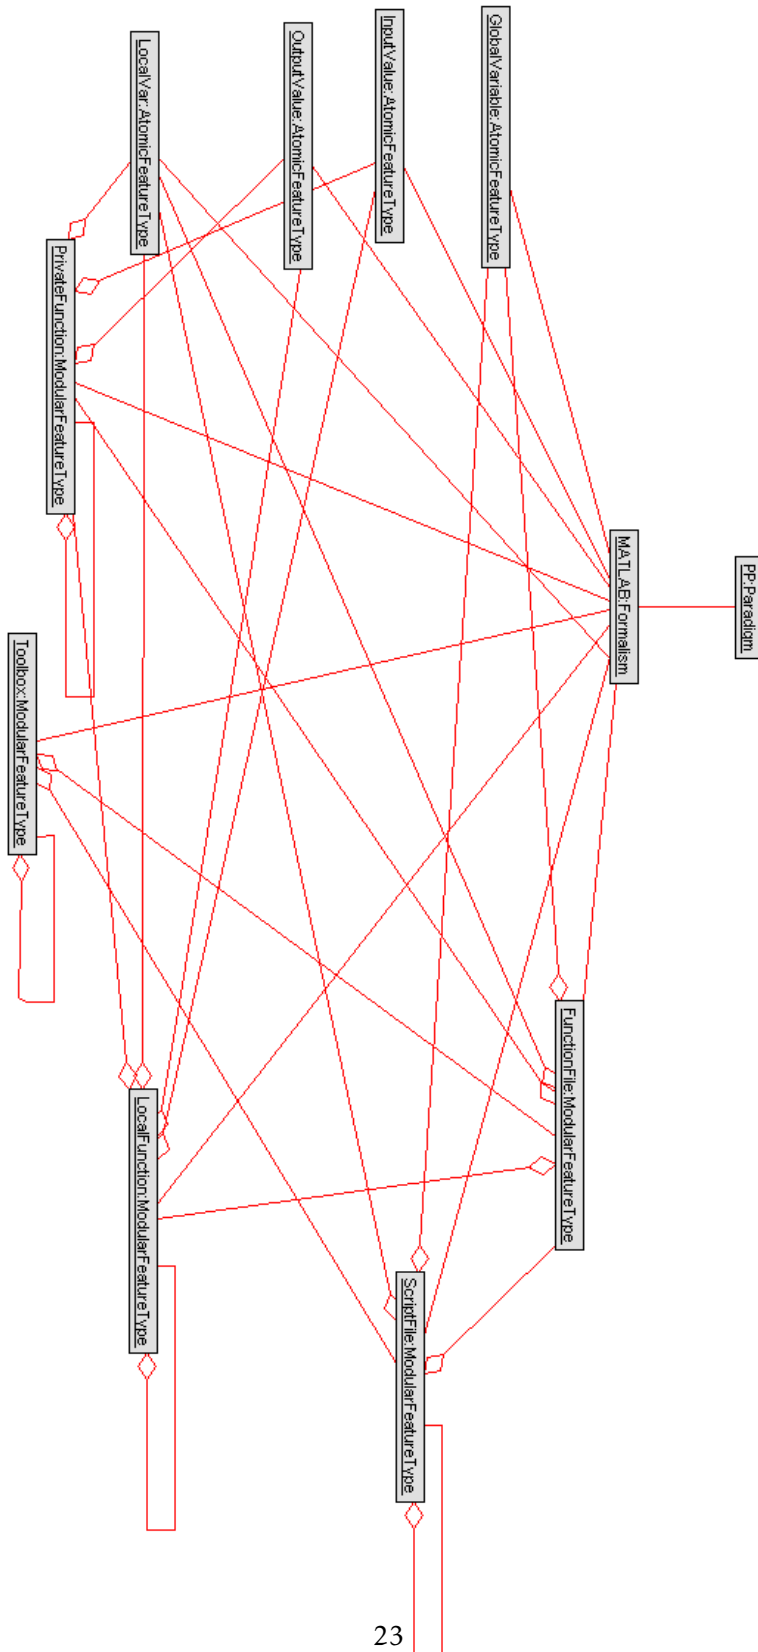 PP:Paradigm
MATLAB:Formalism
GlobalVariable:AtomicFeatureType
InputValue:AtomicFeatureType
OutputValue:AtomicFeatureType
LocalVar:AtomicFeatureType
PrivateFunction:ModularFeatureType
Toolbox:ModularFeatureType
LocalFunction:ModularFeatureType
FunctionFile:ModularFeatureType
ScriptFile:ModularFeatureType
23